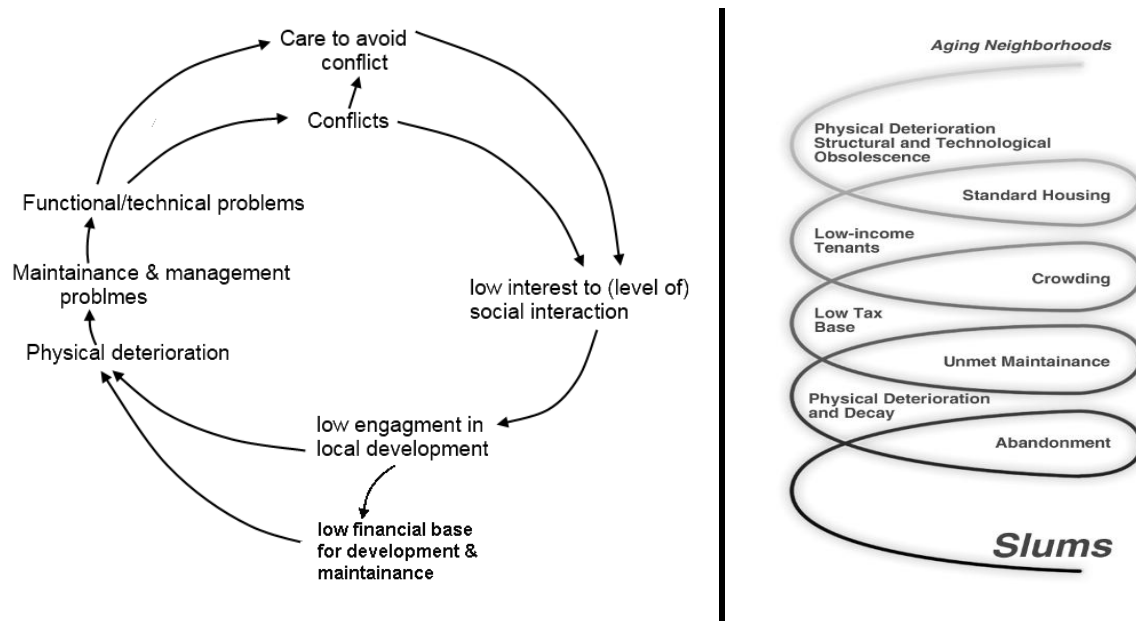 Care to avoid
conflict
Conflicts
Functional/technical problems
Maintainance & management
problmes
Physical deterioration
low interest to (level of)
social interaction
low engagment in
local development
low financial base
for development &
maintainance
Aging Neighborhoods
Physical Deterioration
Structural and Technological
Obsolescence
Standard Housing
Low-income
Tenants
Crowding
Low Tax
Base
Unmet Maintainance
Physical Deterioration
and Decay
Abandonment
Slums